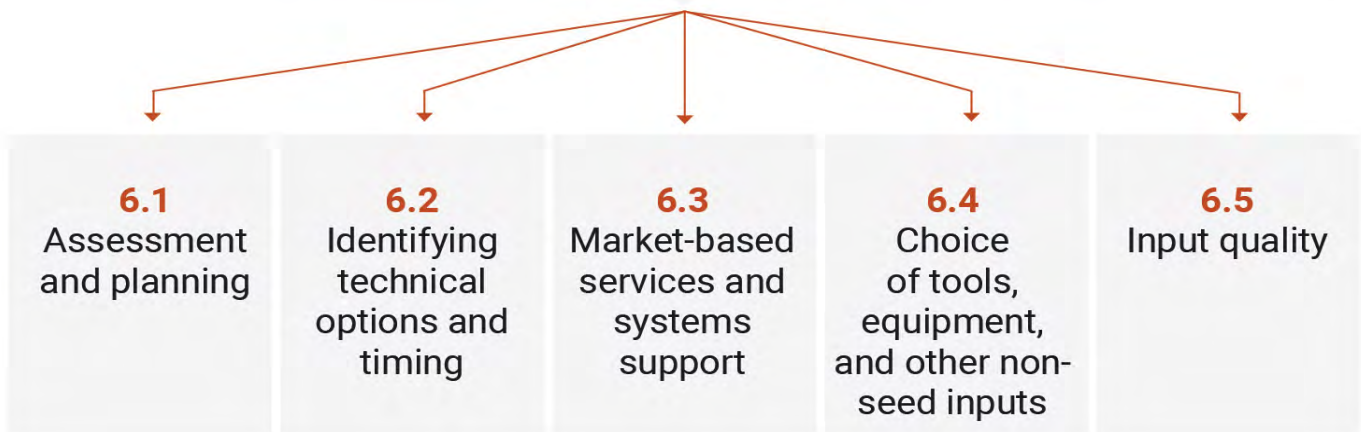 6.1
Assessment
and planning
6.2
Identifying
technical
options and
timing
6.3
Market-based
services and
systems
support
6.4
Choice
of tools,
equipment,
and other non-
seed inputs
6.5
Input quality